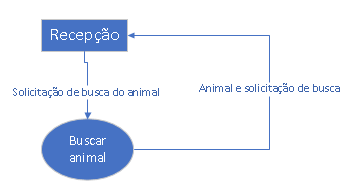 Recepção
Solicitação de busca do animal
Animal e solicitação de busca
Buscar
animal